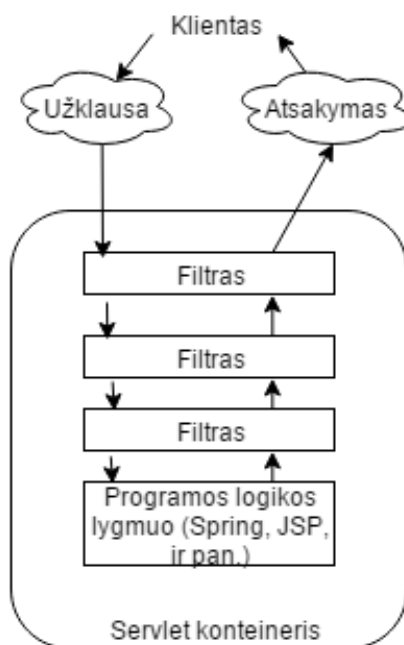 Klientas
Užklausa
Atsakymas
Filtras
Filtras
Filtras
Programos logikos
lygmuo (Spring, JSP,
ir pan.)
Servlet konteineris